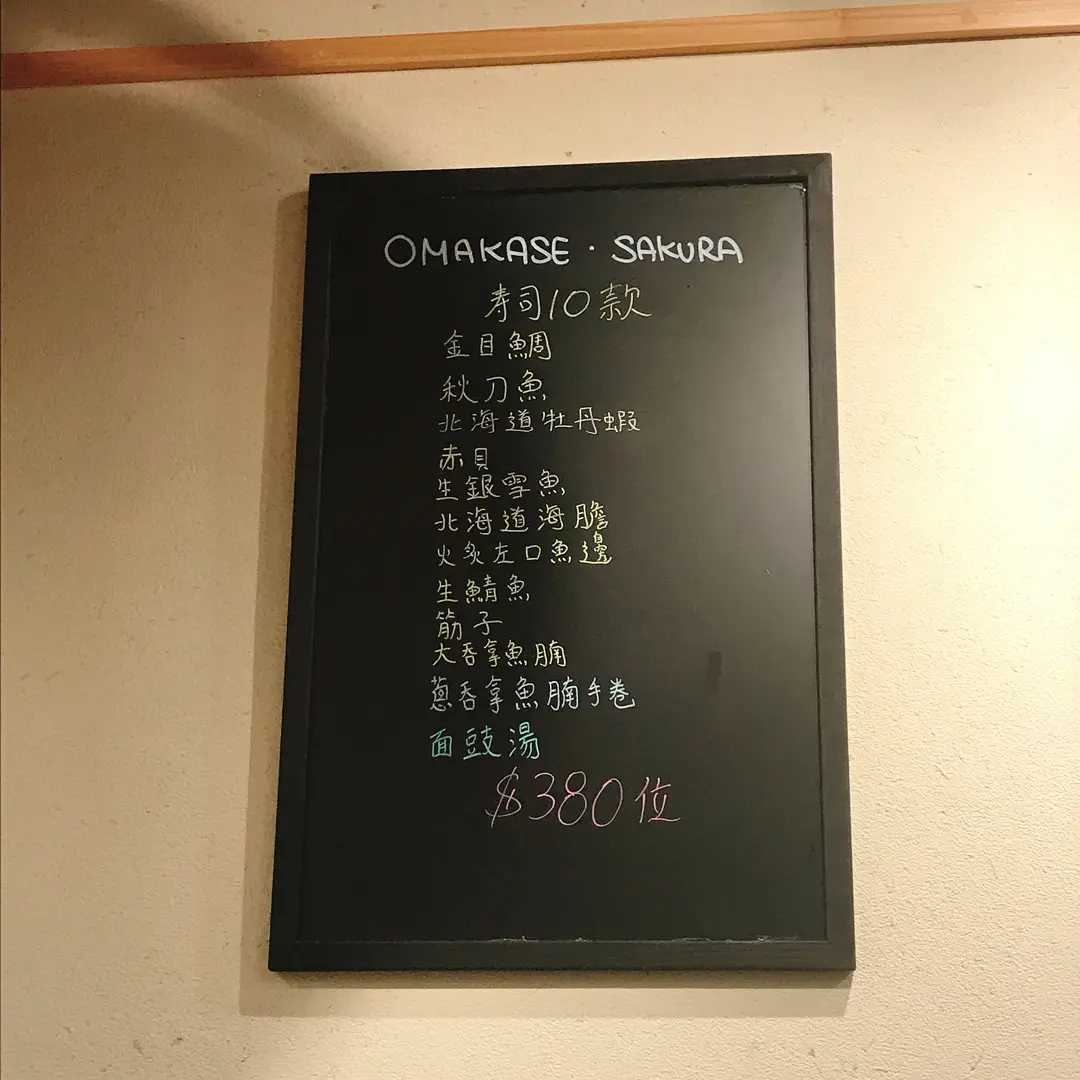 OMAKASE · SAKURA
寿司10款
金目鯛
秋刀魚
北海道牡丹蝦
赤貝
生銀雪魚
北海道海膽
火炙左口魚邊
生鯖魚
筋子
大吞拿魚腩
蔥吞拿魚腩手卷
面豉湯
$380位